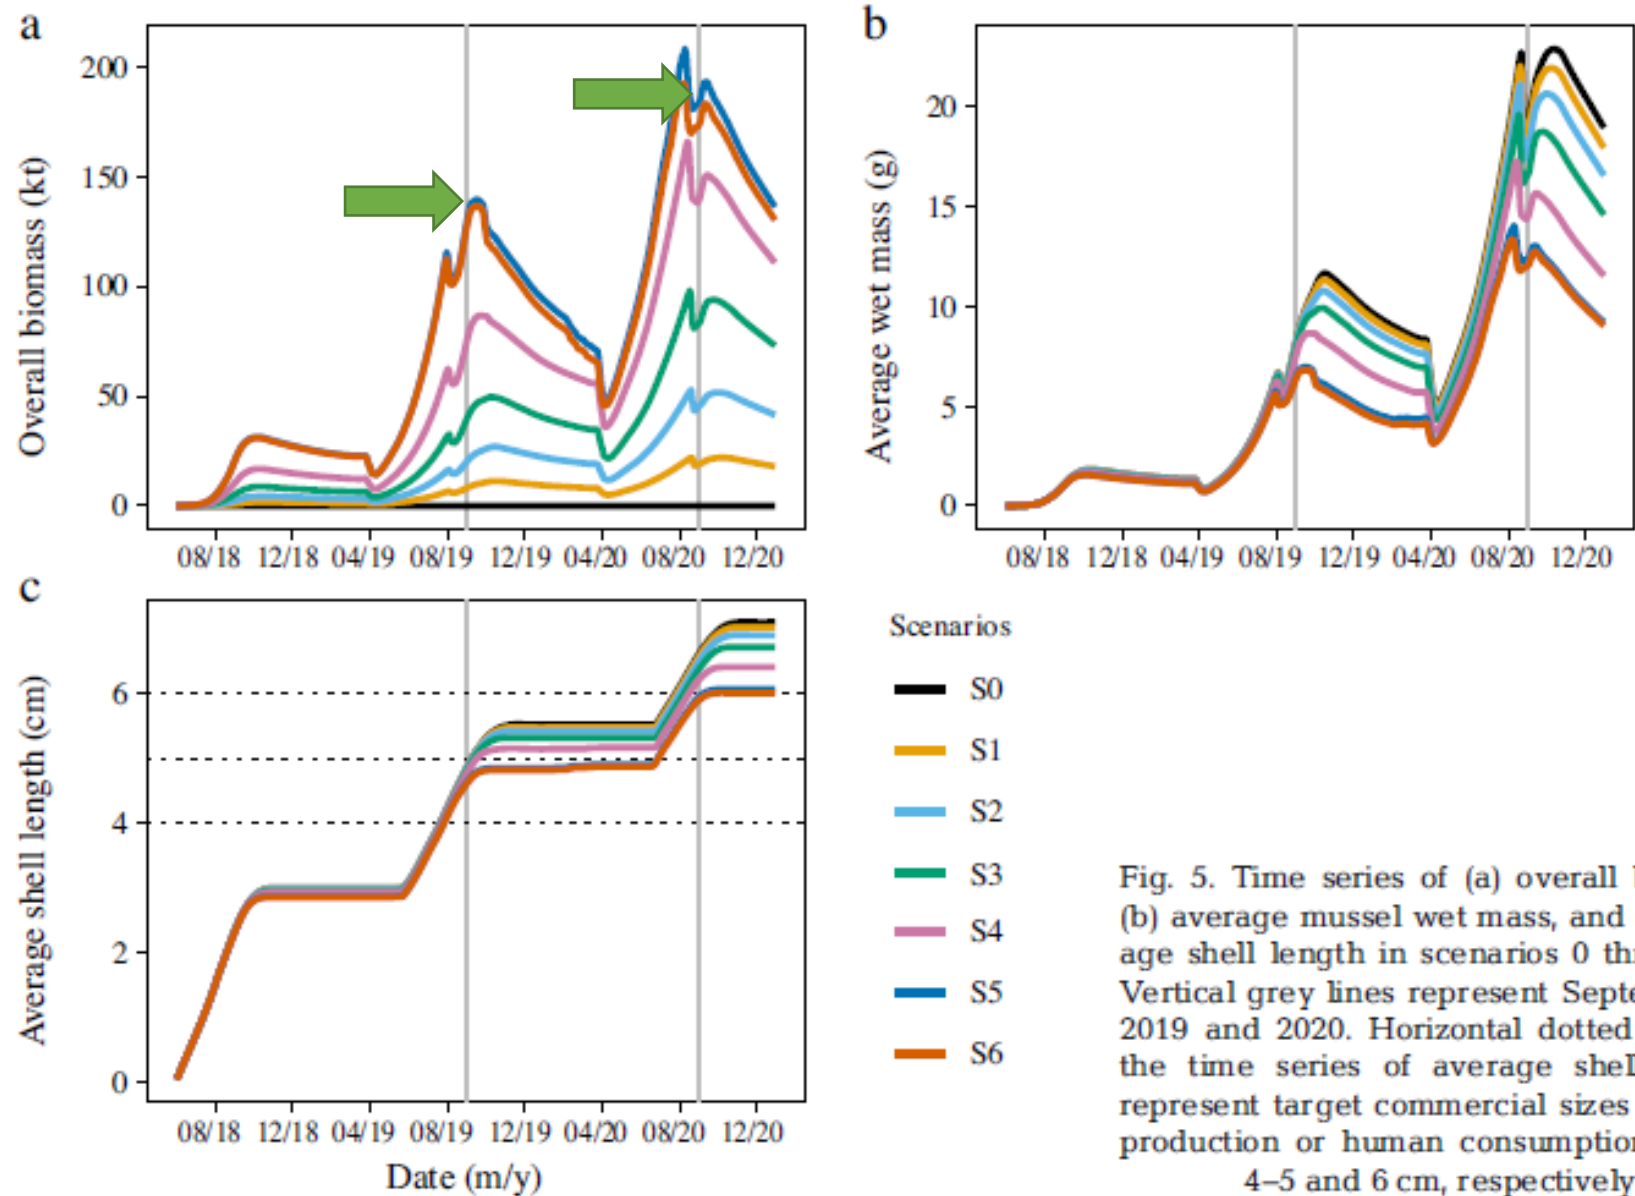 a
Overall biomass (kt)
200
150
100
50
0
08/18 12/18 04/19 08/19 12/19 04/20 08/20 12/20
b
Average wet mass (g)
20
15
10
5
0
08/18 12/18 04/19 08/19 12/19 04/20 08/20 12/20
c
Average shell length (cm)
6
4
2
0
08/18 12/18 04/19 08/19 12/19 04/20 08/20 12/20
Date (m/y)
Scenarios
S0
S1
S2
S3
S4
S5
S6
Fig. 5. Time series of (a) overall
(b) average mussel wet mass, and
age shell length in scenarios 0
Vertical grey lines represent
2019 and 2020. Horizontal dotted
the time series of average
represent target commercial sizes
production or human
4–5 and 6 cm, respectively